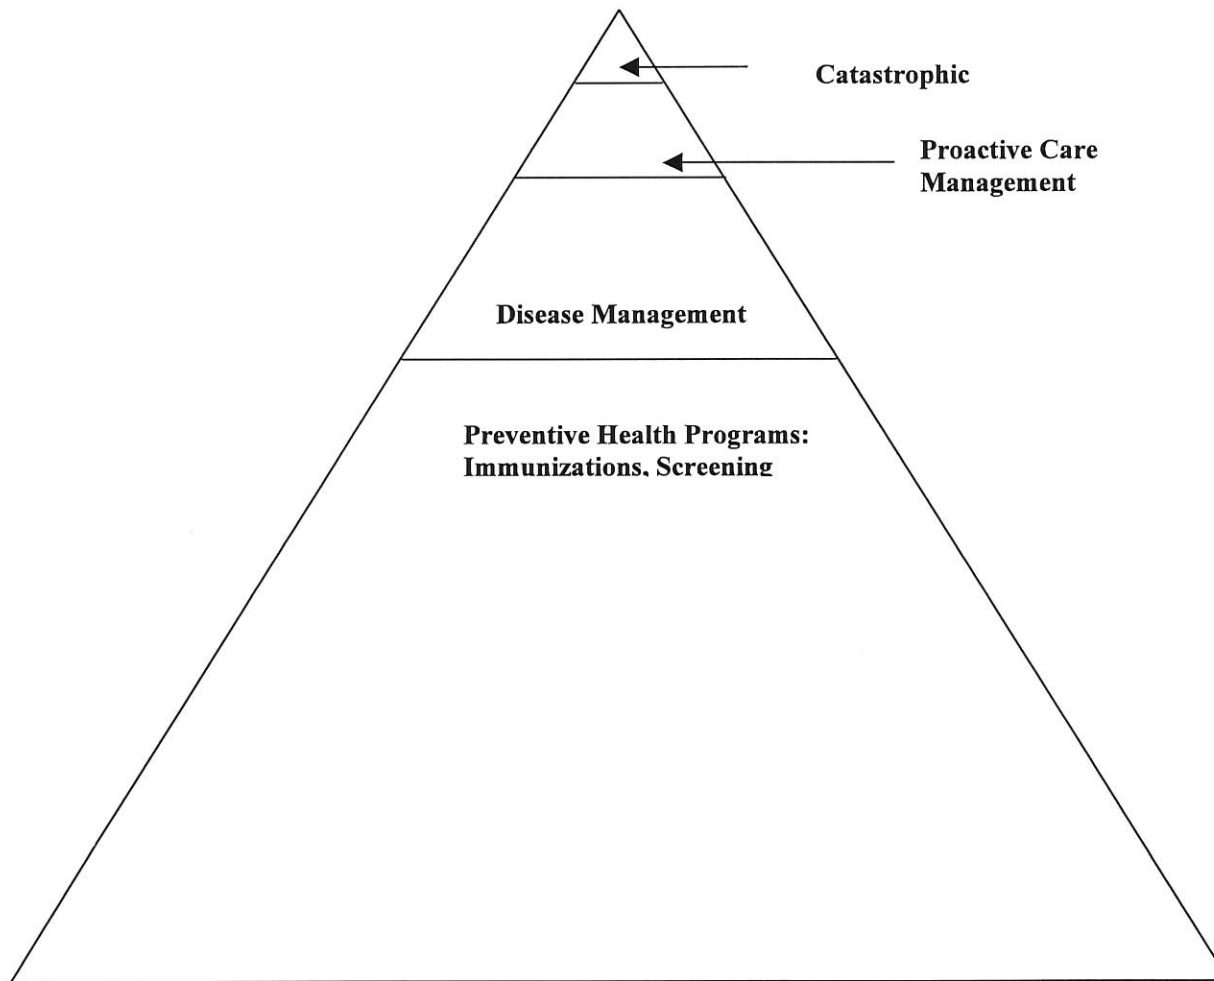 Catastrophic
Proactive Care
Management
Disease Management
Preventive Health Programs:
Immunizations, Screening